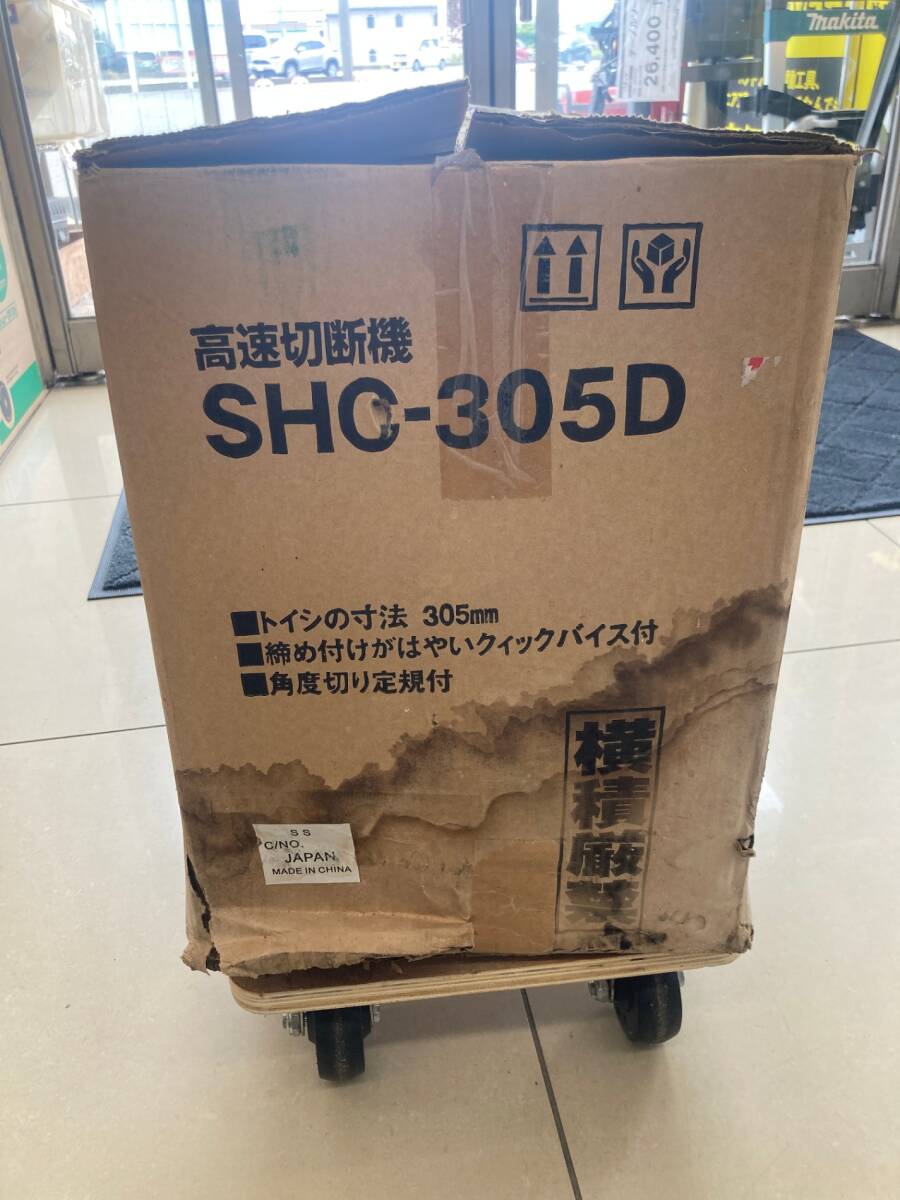 makita
26,400
高速切断機
SHC-305D
■トイシの寸法 305mm
■締め付けがはやいクィックバイス付
■角度切り定規付
横積厳禁
S S
C/NO.
JAPAN
MADE IN CHINA